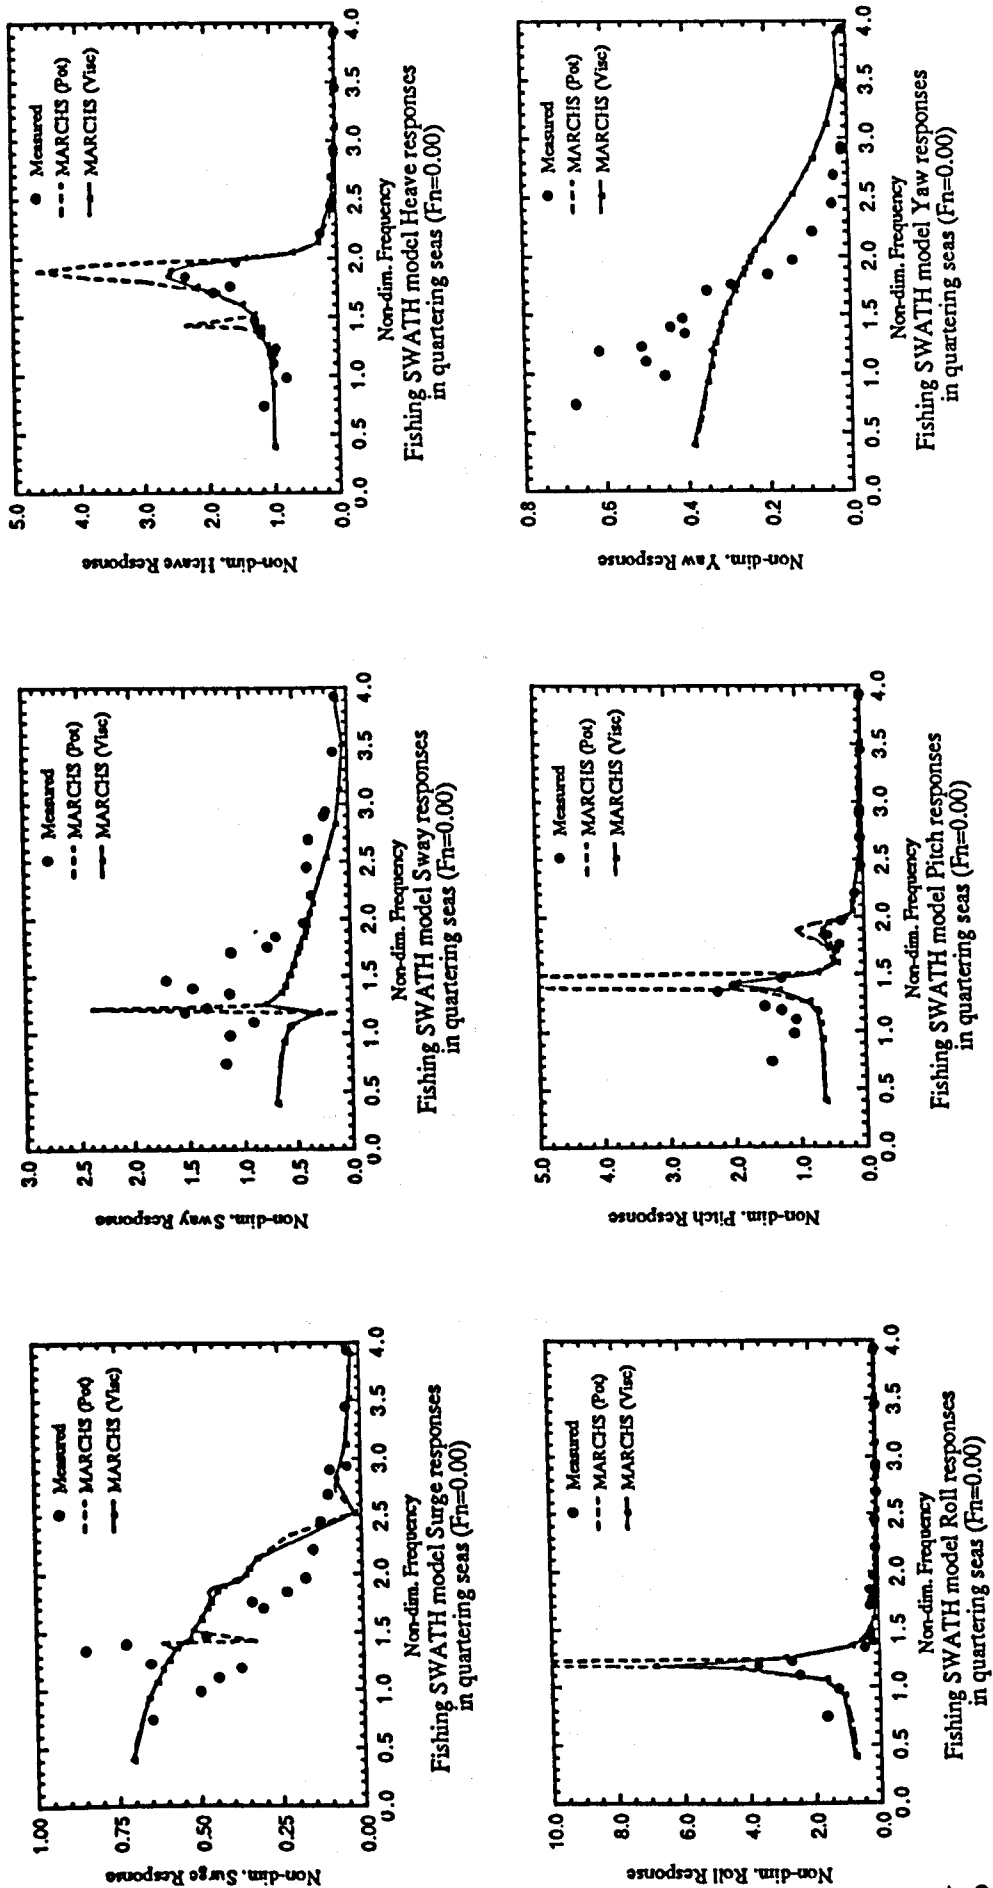 Non-dim. Surge Response
1.00
0.75
0.50
0.25
0.00
0.0 0.5 1.0 1.5 2.0 2.5 3.0 3.5 4.0
Measured
MARCHS (Pot)
MARCHS (Visc)
Non-dim. Frequency
Fishing SWATH model Surge responses
in quartering seas (Fn=0.00)
Non-dim. Sway Response
3.0
2.5
2.0
1.5
1.0
0.5
0.0
0.0 0.5 1.0 1.5 2.0 2.5 3.0 3.5 4.0
Measured
MARCHS (Pot)
MARCHS (Visc)
Non-dim. Frequency
Fishing SWATH model Sway responses
in quartering seas (Fn=0.00)
Non-dim. Heave Response
5.0
4.0
3.0
2.0
1.0
0.0
0.0 0.5 1.0 1.5 2.0 2.5 3.0 3.5 4.0
Measured
MARCHS (Pot)
MARCHS (Visc)
Non-dim. Frequency
Fishing SWATH model Heave responses
in quartering seas (Fn=0.00)
Non-dim. Roll Response
10.0
8.0
6.0
4.0
2.0
0.0
0.0 0.5 1.0 1.5 2.0 2.5 3.0 3.5 4.0
Measured
MARCHS (Pot)
MARCHS (Visc)
Non-dim. Frequency
Fishing SWATH model Roll responses
in quartering seas (Fn=0.00)
Non-dim. Pitch Response
5.0
4.0
3.0
2.0
1.0
0.0
0.0 0.5 1.0 1.5 2.0 2.5 3.0 3.5 4.0
Measured
MARCHS (Pot)
MARCHS (Visc)
Non-dim. Frequency
Fishing SWATH model Pitch responses
in quartering seas (Fn=0.00)
Non-dim. Yaw Response
0.8
0.6
0.4
0.2
0.0
0.0 0.5 1.0 1.5 2.0 2.5 3.0 3.5 4.0
Measured
MARCHS (Pot)
MARCHS (Visc)
Non-dim. Frequency
Fishing SWATH model Yaw responses
in quartering seas (Fn=0.00)